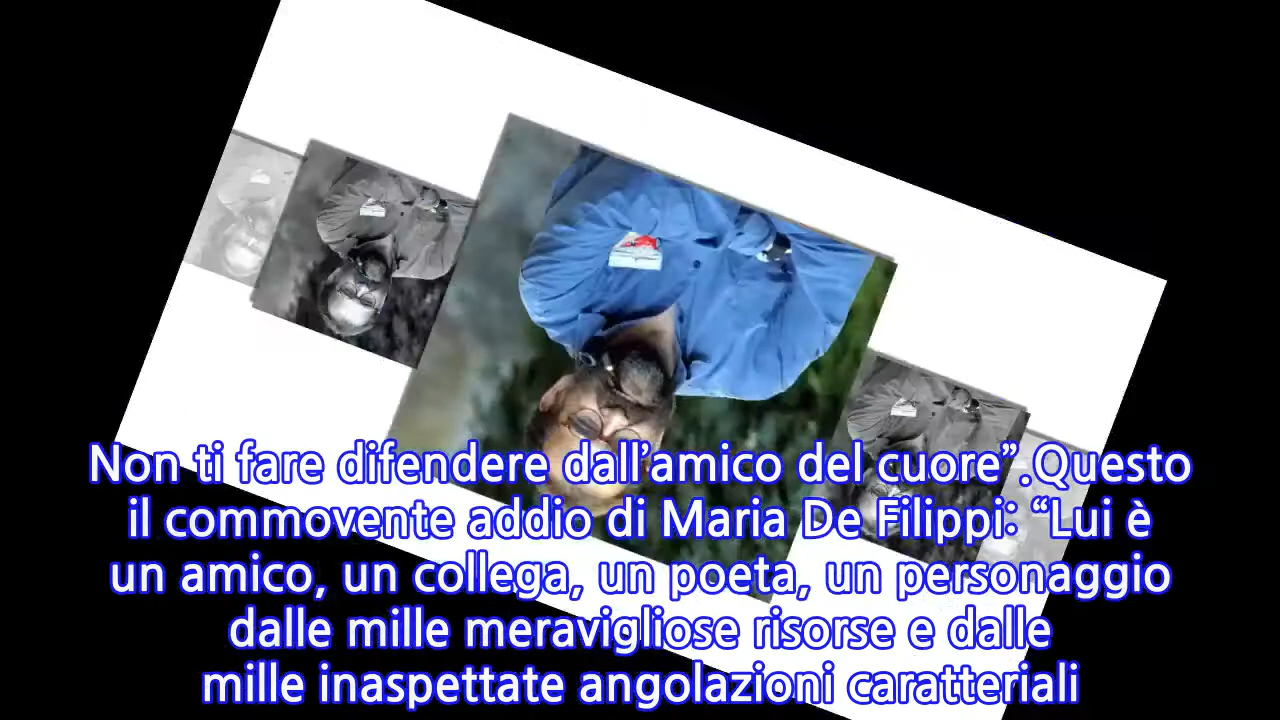 Non ti fare difendere dall’amico del cuore”.Questo
il commovente addio di Maria De Filippi: “Lui è
un amico, un collega, un poeta, un personaggio
dalle mille meravigliose risorse e dalle
mille inaspettate angolazioni caratteriali